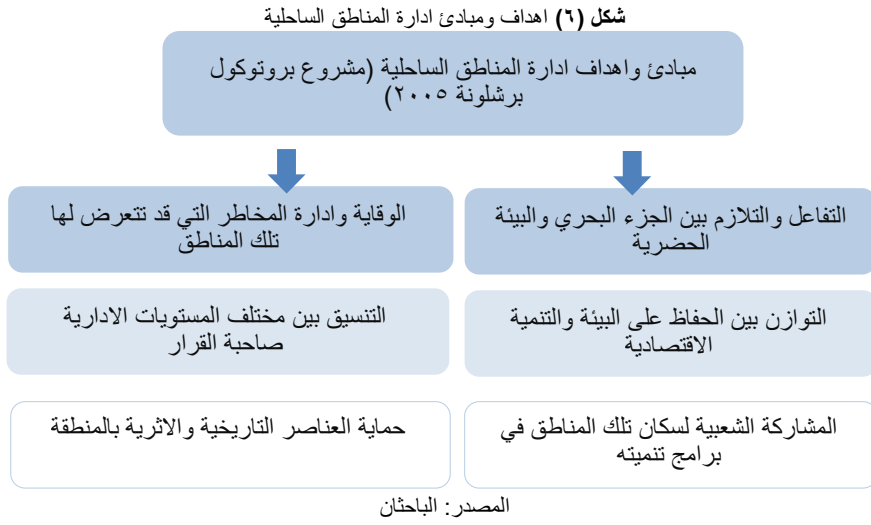 شكل (٦) اهداف ومبادئ ادارة المناطق الساحلية
مبادئ واهداف ادارة المناطق الساحلية (مشروع بروتوكول
برشلونة ٢٠٠٥)
التفاعل والتلازم بين الجزء البحري والبيئة
الحضرية
الوقاية وادارة المخاطر التي قد تتعرض لها
تلك المناطق
التوازن بين الحفاظ على البيئة والتنمية
الاقتصادية
التنسيق بين مختلف المستويات الادارية
صاحبة القرار
المشاركة الشعبية لسكان تلك المناطق في
برامج تنميته
حماية العناصر التاريخية والاثرية بالمنطقة
المصدر: الباحثان